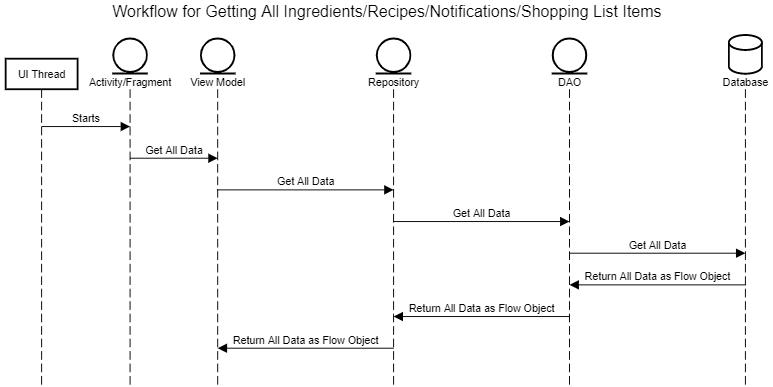 Workflow for Getting All Ingredients/Recipes/Notifications/Shopping List Items
UI Thread
Activity/Fragment
View Model
Repository
DAO
Database
Starts
Get All Data
Get All Data
Get All Data
Get All Data
Return All Data as Flow Object
Return All Data as Flow Object
Return All Data as Flow Object